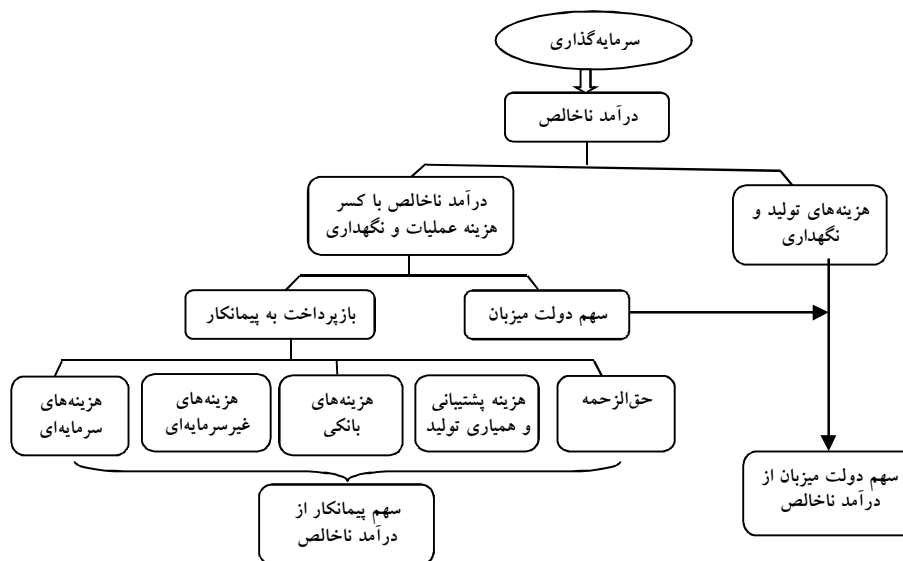 سرمایه‌گذاری
درآمد ناخالص
درآمد ناخالص با کسر
هزینه عملیات و نگهداری
هزینه‌های تولید و
نگهداری
بازپرداخت به پیمانکار
سهم دولت میزبان
هزینه‌های
سرمایه‌ای
هزینه‌های
غیرسرمایه‌ای
هزینه‌های
بانکی
هزینه پشتیبانی
و همیاری تولید
حق‌الزحمه
سهم پیمانکار از
درآمد ناخالص
سهم دولت میزبان از
درآمد ناخالص